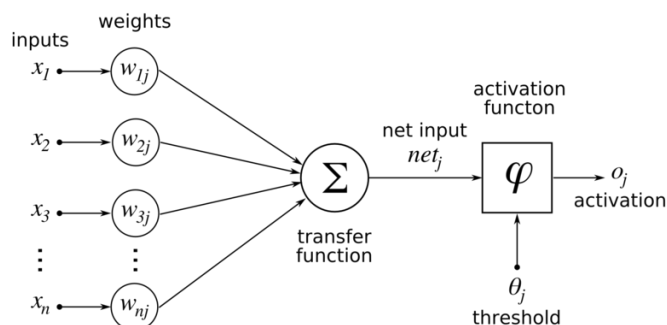 inputs
weights
x1
w1j
x2
w2j
x3
w3j
⋮
⋮
xn
wnj
Σ
transfer
function
net input
netj
activation
functon
φ
oj
activation
θj
threshold